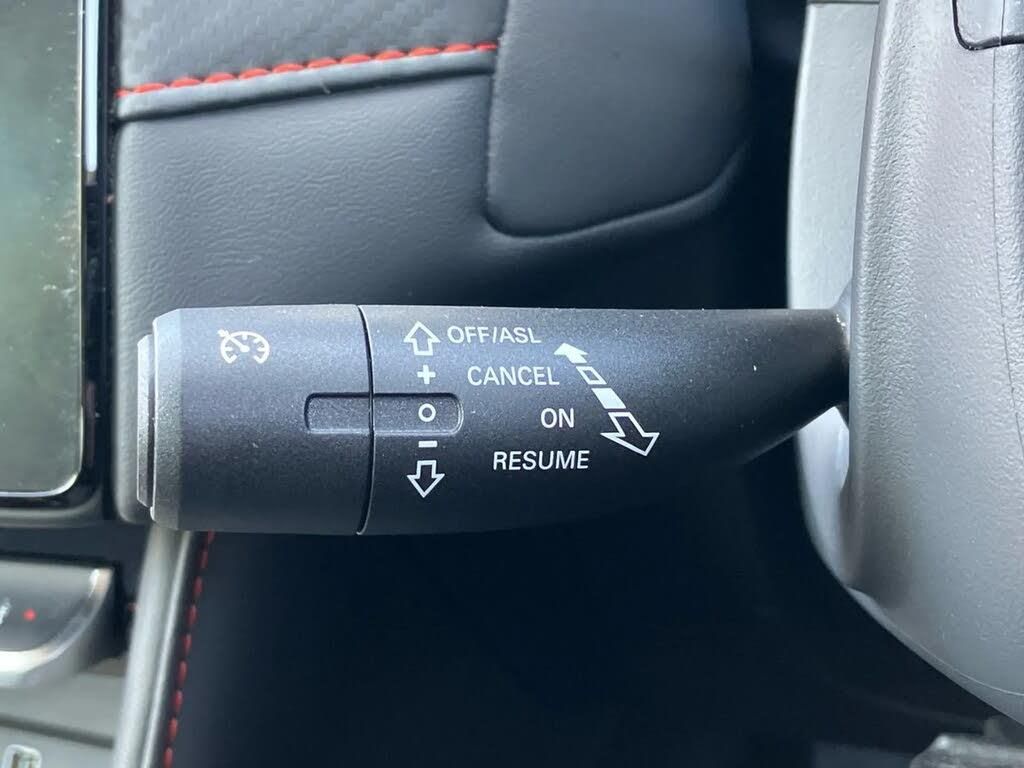 OFF/ASL
+ CANCEL
O ON
− RESUME